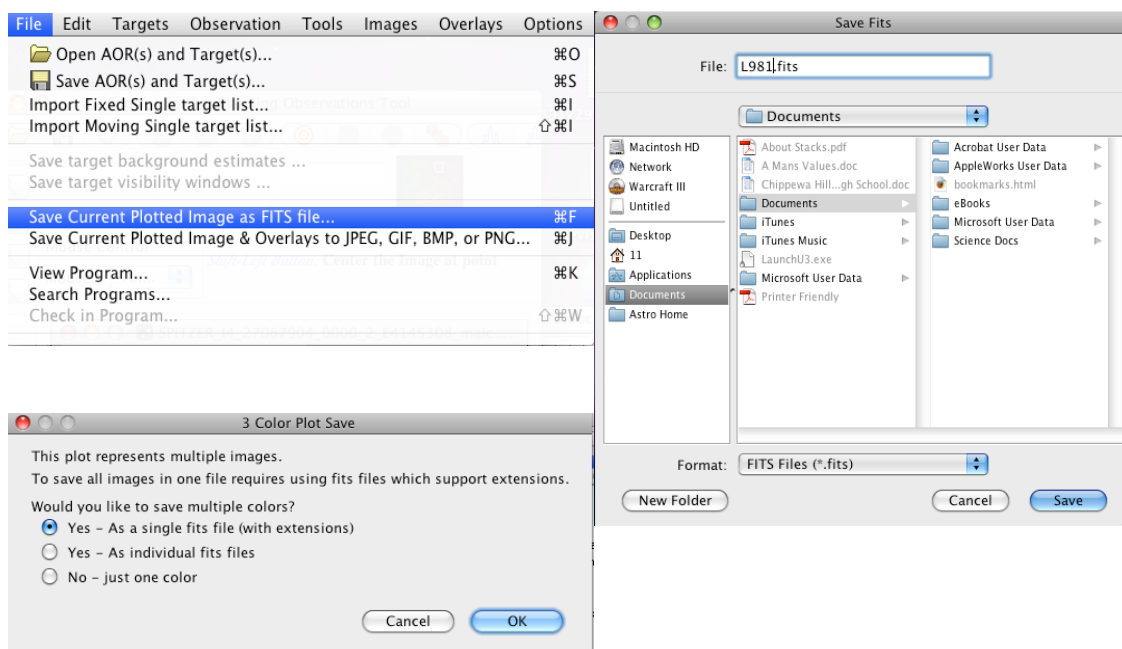 File Edit Targets Observation Tools Images Overlays Options
Open AOR(s) and Target(s)... ⌘O
Save AOR(s) and Target(s)... ⌘S
Import Fixed Single target list... ⌘I
Import Moving Single target list... ⇧⌘I
Save target background estimates ...
Save target visibility windows ...
Save Current Plotted Image as FITS file... ⌘F
Save Current Plotted Image & Overlays to JPEG, GIF, BMP, or PNG... ⌘J
View Program... ⌘K
Search Programs...
Check in Program... ⇧⌘W
Save Fits
File: L981.fits
Documents
Macintosh HD
Network
Warcraft III
Untitled
Desktop
11
Applications
Documents
Astro Home
About Stacks.pdf
A Mans Values.doc
Chippewa Hill...gh School.doc
Documents
iTunes
iTunes Music
LaunchU3.exe
Microsoft User Data
Printer Friendly
Acrobat User Data
AppleWorks User Data
bookmarks.html
eBooks
Microsoft User Data
Science Docs
Format: FITS Files (*.fits)
New Folder Cancel Save
3 Color Plot Save
This plot represents multiple images.
To save all images in one file requires using fits files which support extensions.
Would you like to save multiple colors?
Yes – As a single fits file (with extensions)
Yes – As individual fits files
No – just one color
Cancel OK